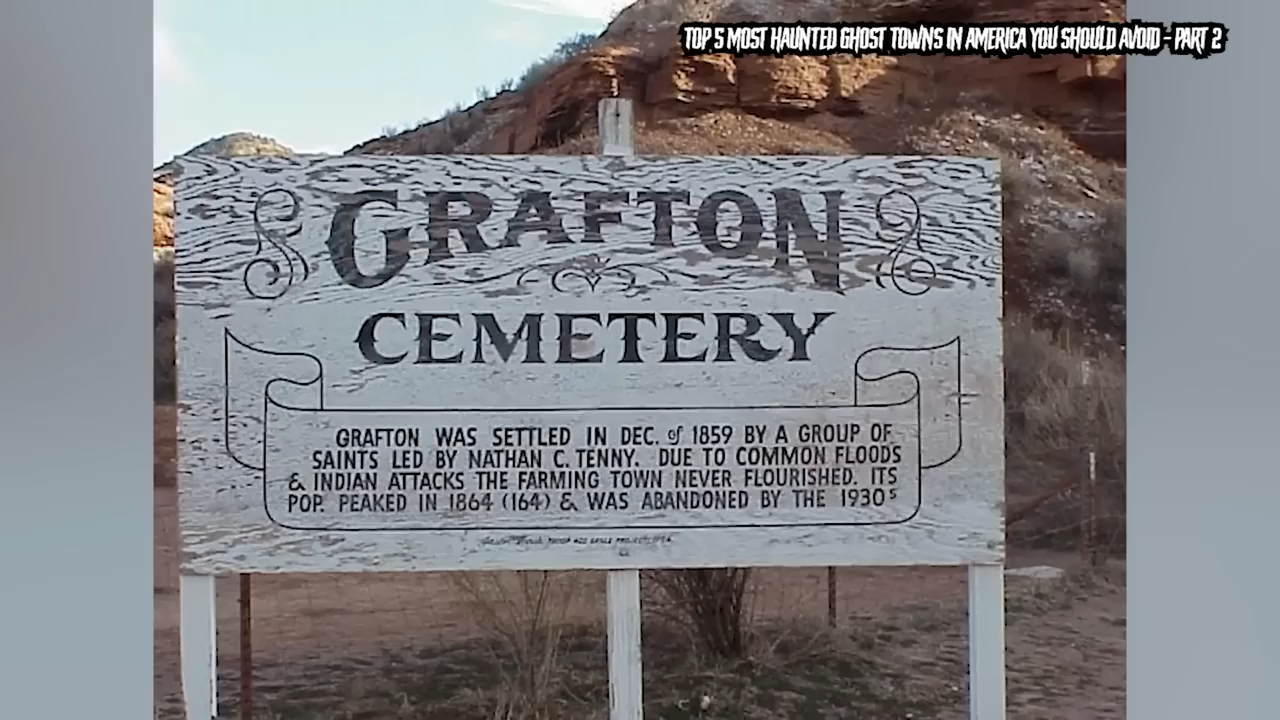 TOP 5 MOST HAUNTED GHOST TOWNS IN AMERICA YOU SHOULD AVOID - PART 2
GRAFTON
CEMETERY
GRAFTON WAS SETTLED IN DEC. of 1859 BY A GROUP OF
SAINTS LED BY NATHAN C. TENNY. DUE TO COMMON FLOODS
& INDIAN ATTACKS THE FARMING TOWN NEVER FLOURISHED. ITS
POP. PEAKED IN 1864 (164) & WAS ABANDONED BY THE 1930s